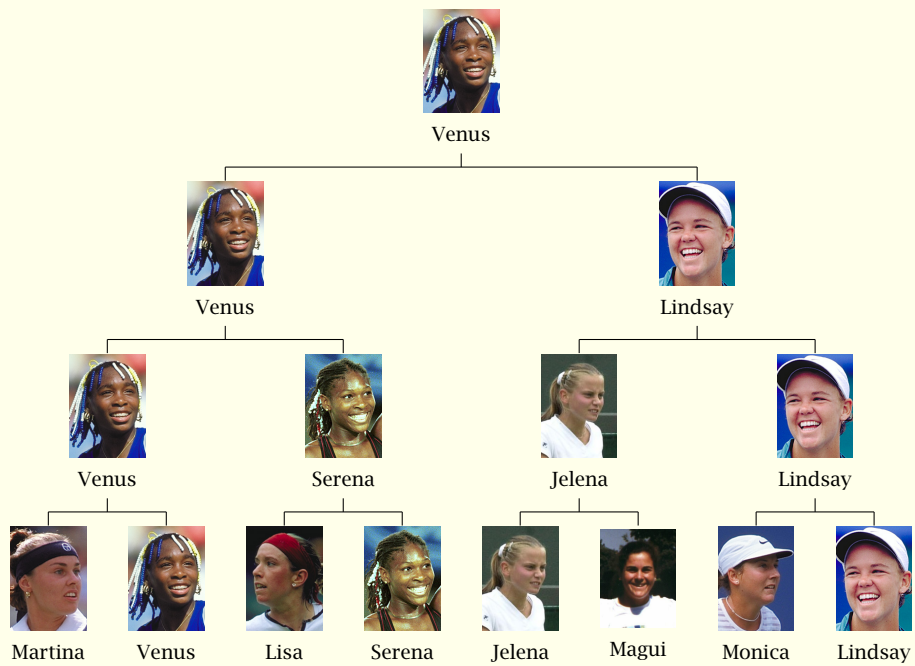 Venus
Venus
Lindsay
Venus
Serena
Jelena
Lindsay
Martina
Venus
Lisa
Serena
Jelena
Magui
Monica
Lindsay